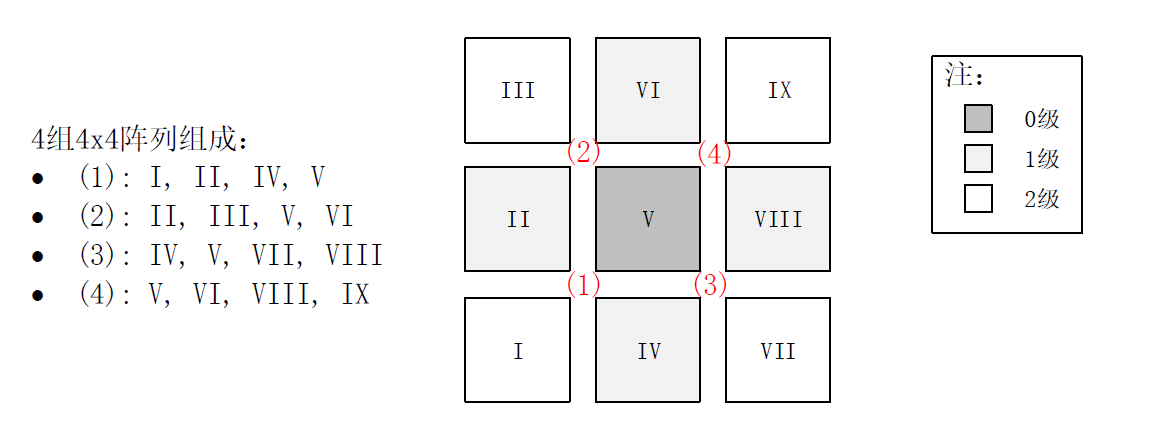 4组4x4阵列组成：
● (1): I, II, IV, V
● (2): II, III, V, VI
● (3): IV, V, VII, VIII
● (4): V, VI, VIII, IX
III VI IX
(2) (4)
II V VIII
(1) (3)
I IV VII
注：
0级
1级
2级